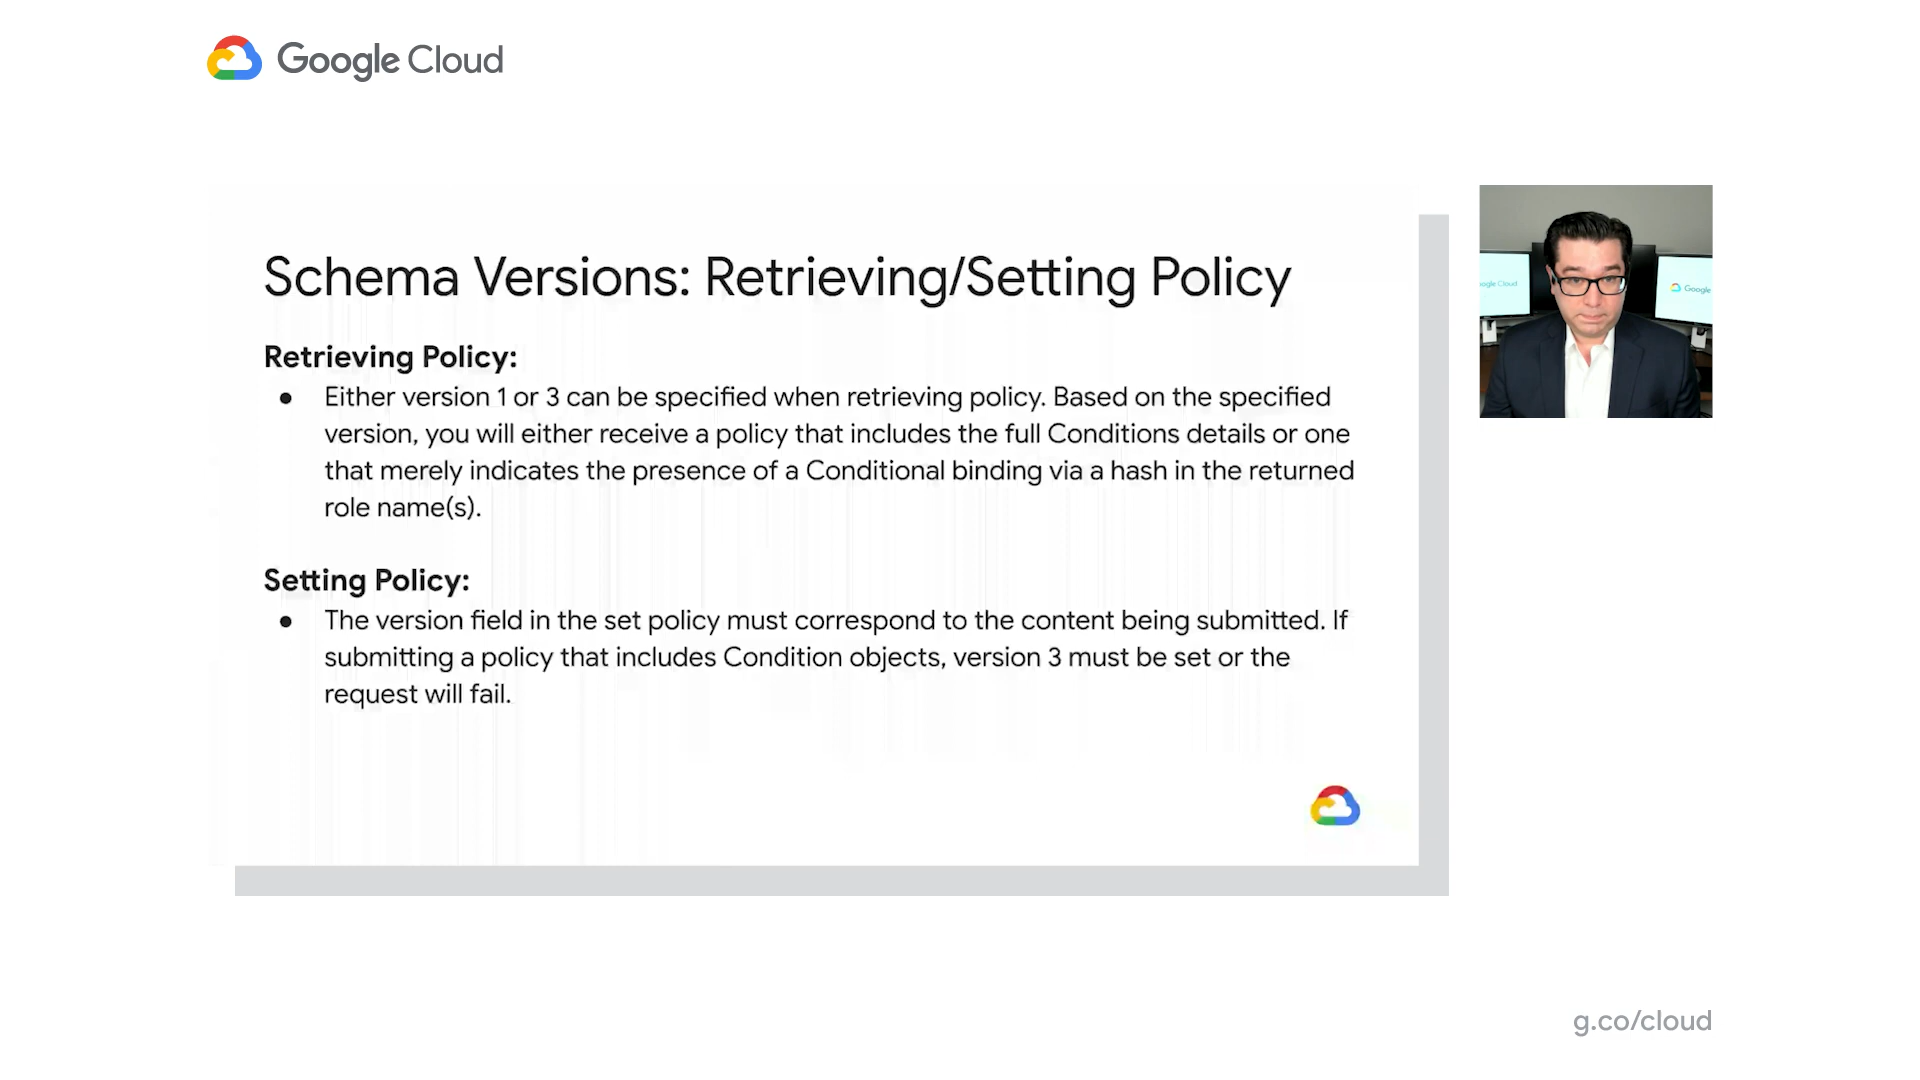 Google Cloud
Schema Versions: Retrieving/Setting Policy
Retrieving Policy:
● Either version 1 or 3 can be specified when retrieving policy. Based on the specified
version, you will either receive a policy that includes the full Conditions details or one
that merely indicates the presence of a Conditional binding via a hash in the returned
role name(s).
Setting Policy:
● The version field in the set policy must correspond to the content being submitted. If
submitting a policy that includes Condition objects, version 3 must be set or the
request will fail.
ogle Cloud
Google
g.co/cloud